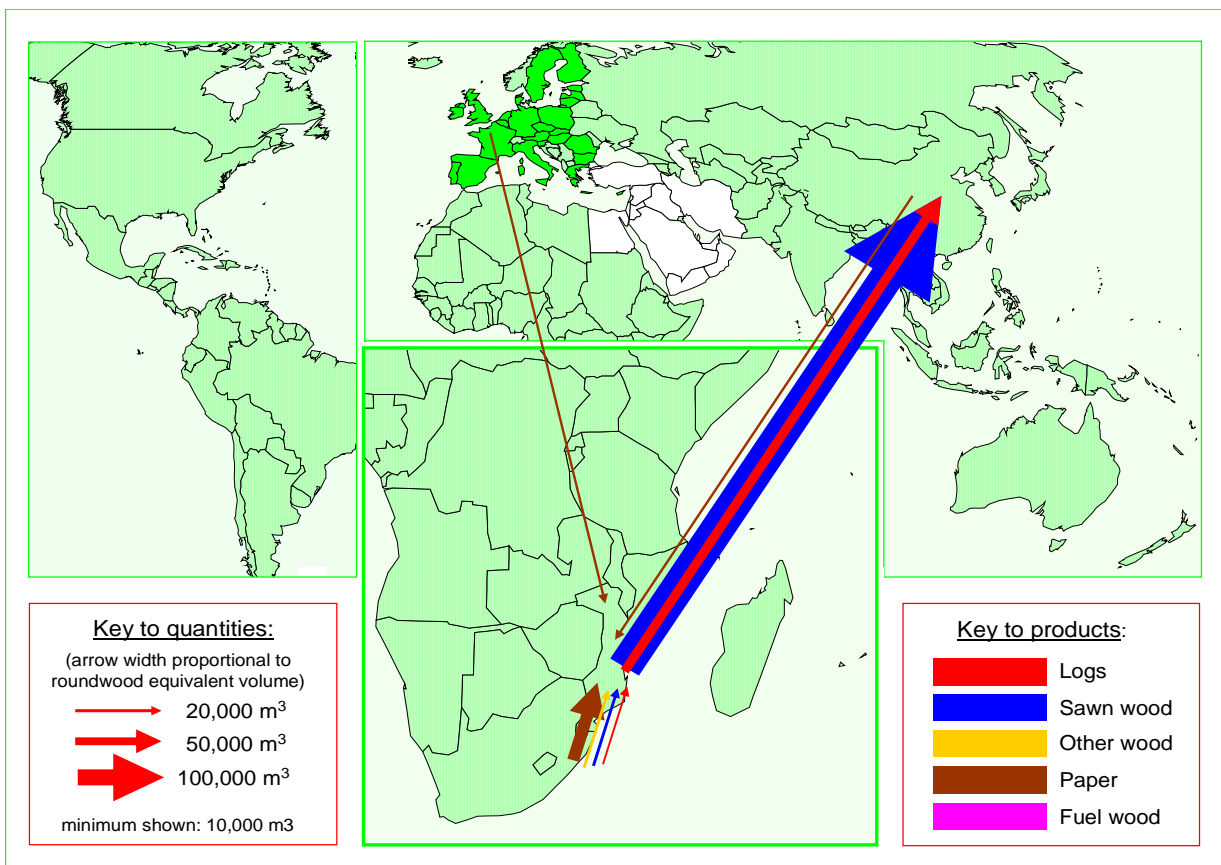 Key to quantities:
(arrow width proportional to
roundwood equivalent volume)
20,000 m³
50,000 m³
100,000 m³
minimum shown: 10,000 m3
Key to products:
Logs
Sawn wood
Other wood
Paper
Fuel wood